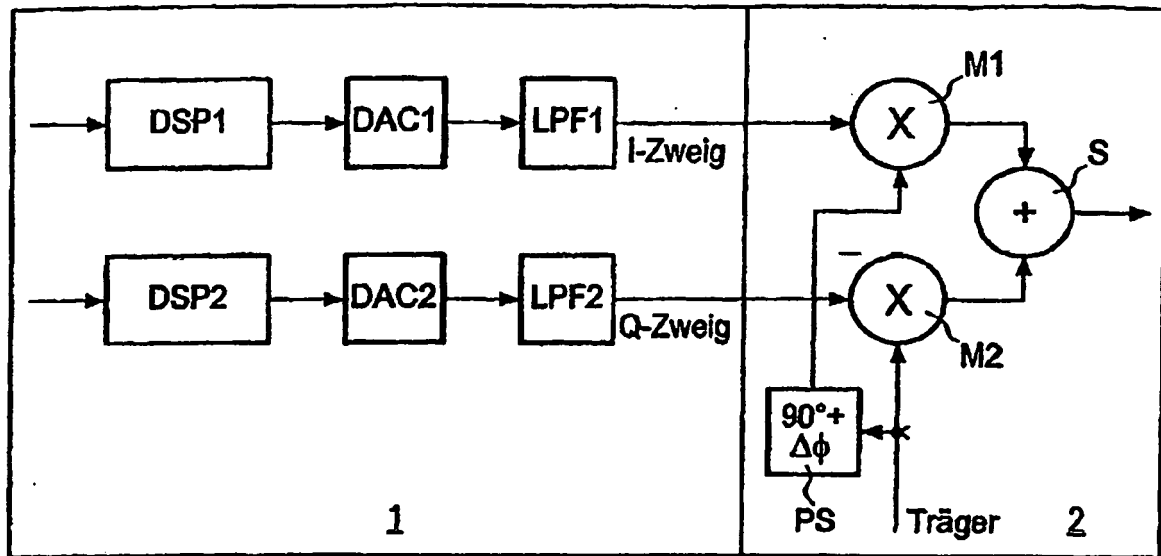 M1
DSP1
DAC1
LPF1
X
I-Zweig
S
+
DSP2
DAC2
LPF2
–
X
Q-Zweig
M2
90°+
Δϕ
1
PS
Träger
2